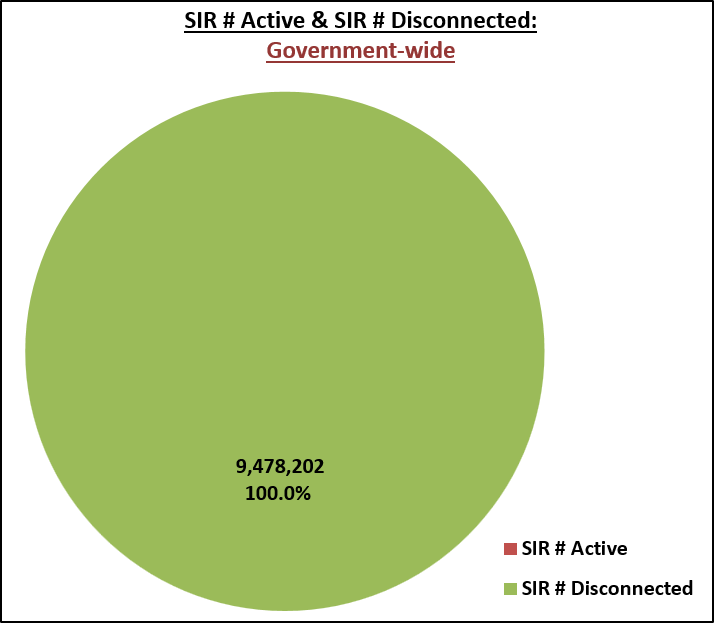 SIR # Active & SIR # Disconnected:
Government-wide
9,478,202
100.0%
SIR # Active
SIR # Disconnected